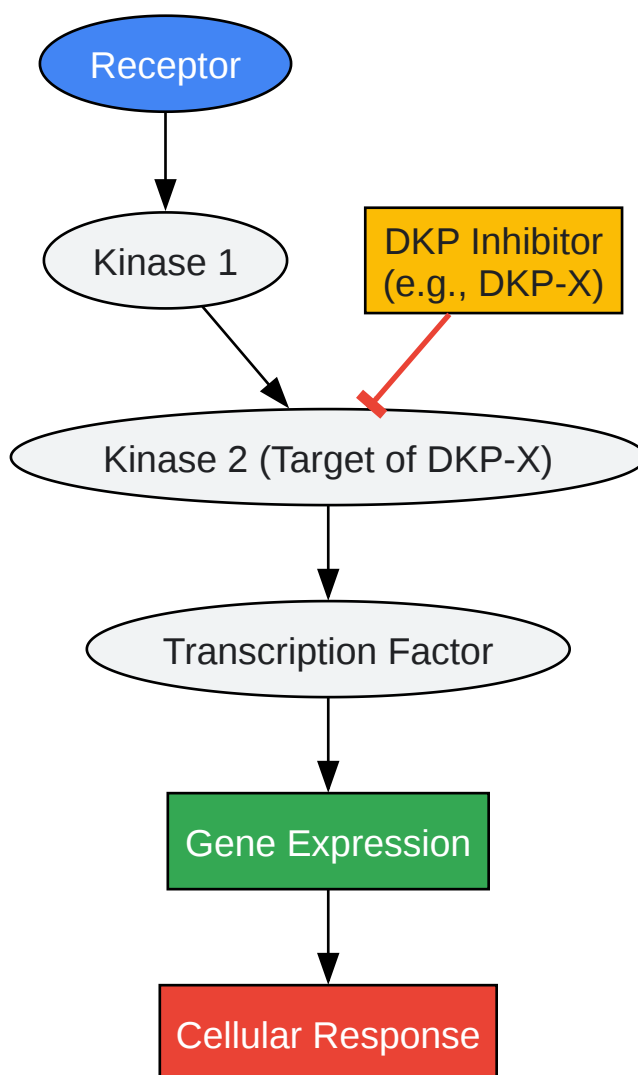 Receptor
Kinase 1
DKP Inhibitor
(e.g., DKP-X)
Kinase 2 (Target of DKP-X)
Transcription Factor
Gene Expression
Cellular Response